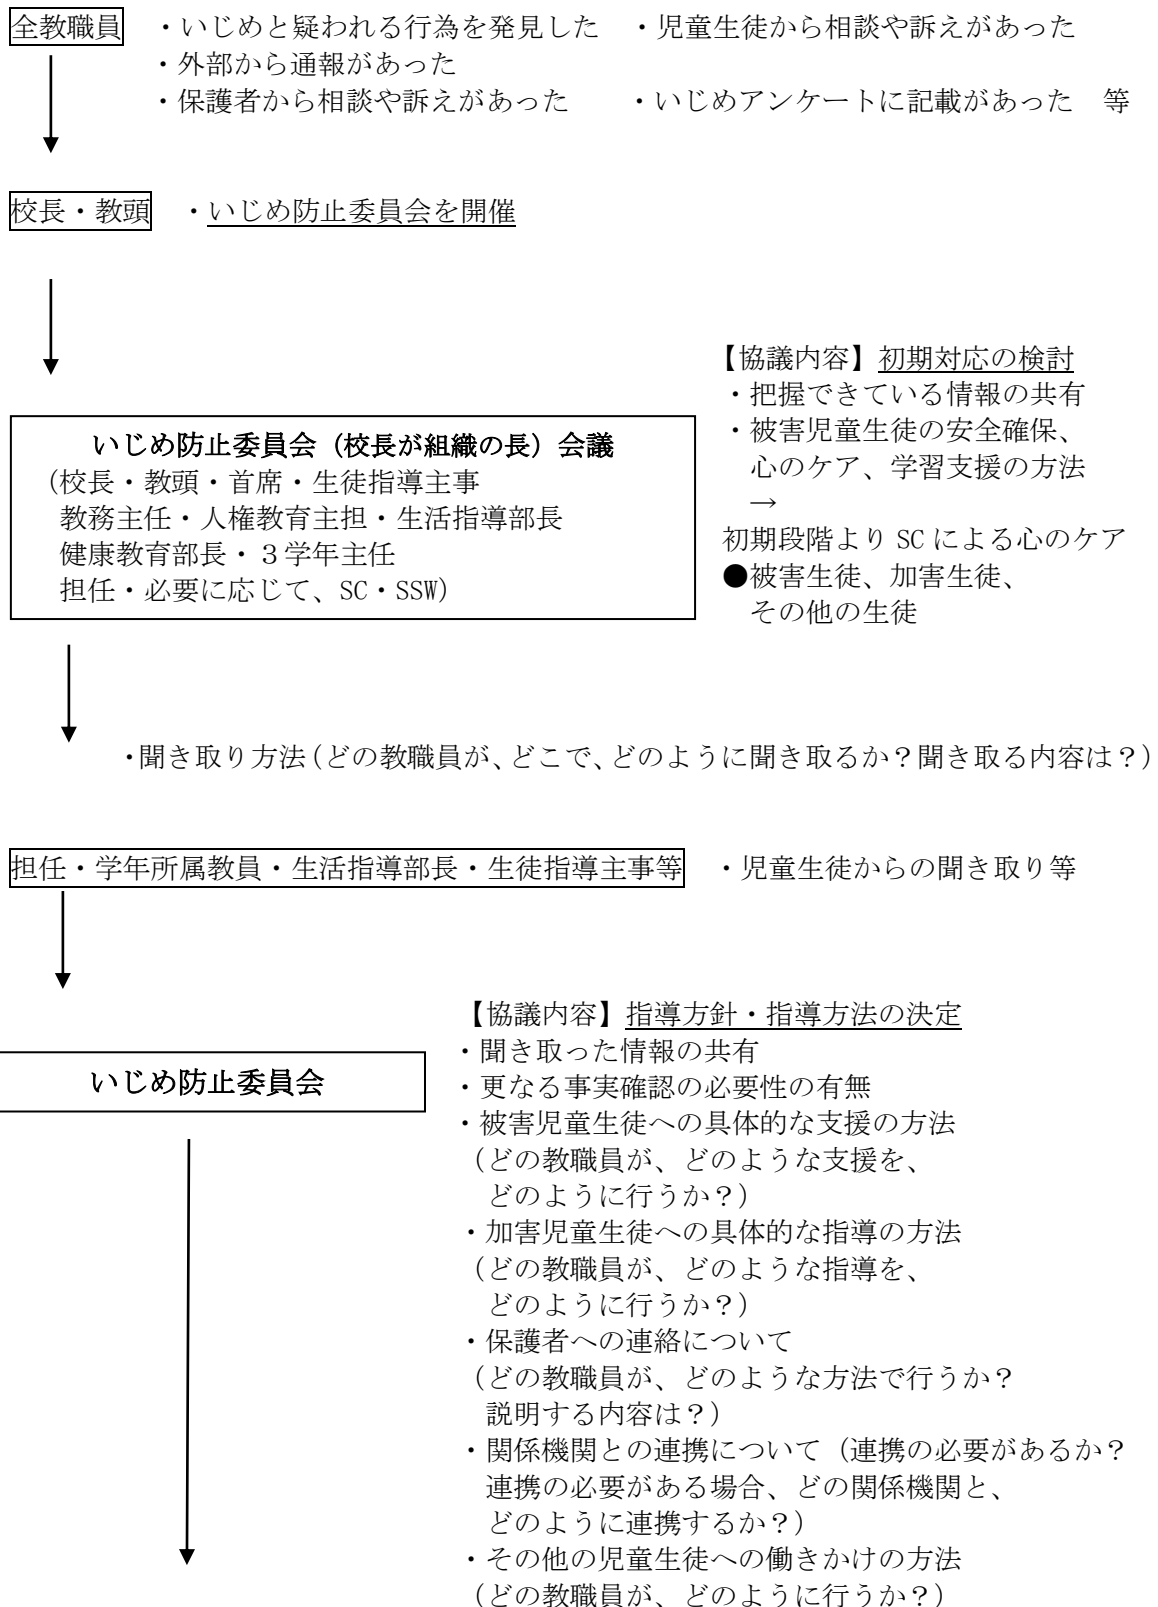 全教職員　・いじめと疑われる行為を発見した　・児童生徒から相談や訴えがあった
・外部から通報があった
・保護者から相談や訴えがあった　　・いじめアンケートに記載があった　等
校長・教頭　・いじめ防止委員会を開催
【協議内容】初期対応の検討
・把握できている情報の共有
・被害児童生徒の安全確保、
心のケア、学習支援の方法
→
初期段階より SC による心のケア
●被害生徒、加害生徒、
その他の生徒
いじめ防止委員会（校長が組織の長）会議
（校長・教頭・首席・生徒指導主事
教務主任・人権教育主担・生活指導部長
健康教育部長・３学年主任
担任・必要に応じて、SC・SSW）
・聞き取り方法（どの教職員が、どこで、どのように聞き取るか？聞き取る内容は？）
担任・学年所属教員・生活指導部長・生徒指導主事等　・児童生徒からの聞き取り等
いじめ防止委員会
【協議内容】指導方針・指導方法の決定
・聞き取った情報の共有
・更なる事実確認の必要性の有無
・被害児童生徒への具体的な支援の方法
（どの教職員が、どのような支援を、
どのように行うか？）
・加害児童生徒への具体的な指導の方法
（どの教職員が、どのような指導を、
どのように行うか？）
・保護者への連絡について
（どの教職員が、どのような方法で行うか？
説明する内容は？）
・関係機関との連携について（連携の必要があるか？
連携の必要がある場合、どの関係機関と、
どのように連携するか？）
・その他の児童生徒への働きかけの方法
（どの教職員が、どのように行うか？）